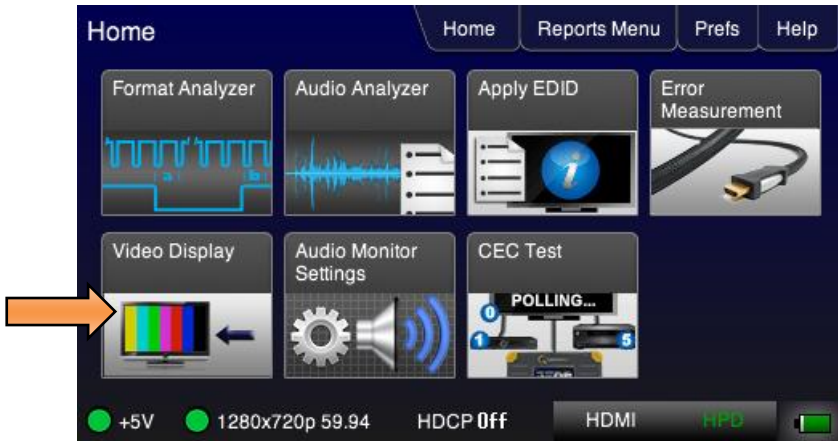 Home
Home
Reports Menu
Prefs
Help
Format Analyzer
Audio Analyzer
Apply EDID
Error
Measurement
a
b
i
Video Display
Audio Monitor
Settings
CEC Test
POLLING...
0
1
5
+5V
1280x720p 59.94
HDCP Off
HDMI
HPD